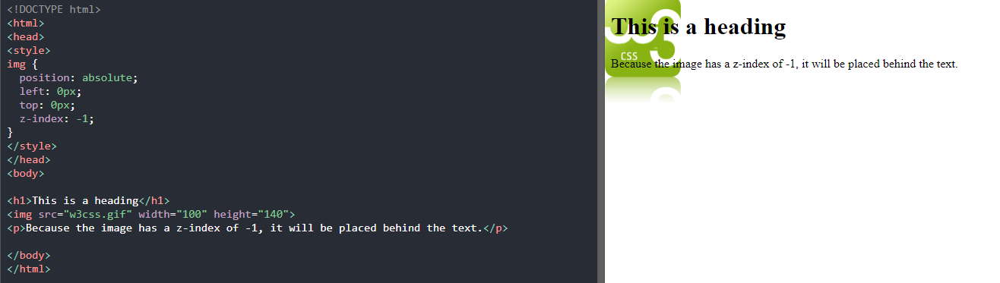 <!DOCTYPE html>
<html>
<head>
<style>
img {
  position: absolute;
  left: 0px;
  top: 0px;
  z-index: -1;
}
</style>
</head>
<body>

<h1>This is a heading</h1>
<img src="w3css.gif" width="100" height="140">
<p>Because the image has a z-index of -1, it will be placed behind the text.</p>

</body>
</html>
This is a heading
CSS
Because the image has a z-index of -1, it will be placed behind the text.